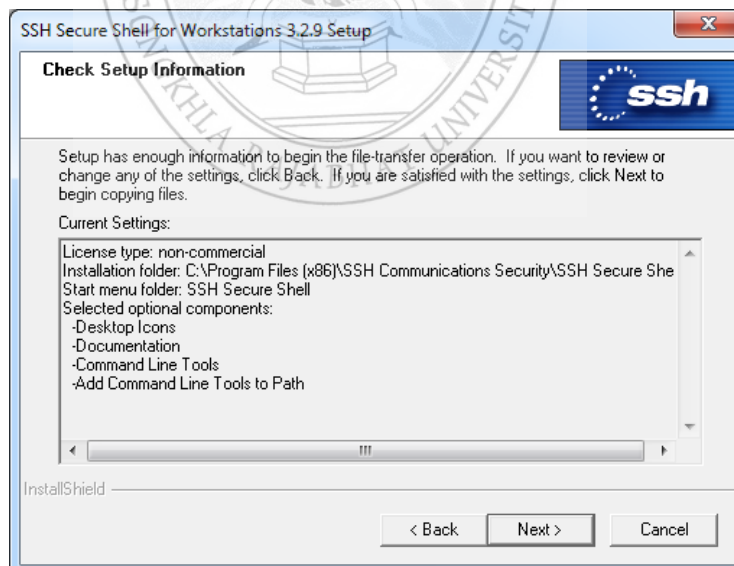 SSH Secure Shell for Workstations 3.2.9 Setup
Check Setup Information
ssh
SONGKHLA RAJABHAT UNIVERSITY
Setup has enough information to begin the file-transfer operation. If you want to review or
change any of the settings, click Back. If you are satisfied with the settings, click Next to
begin copying files.
Current Settings:
License type: non-commercial
Installation folder: C:\Program Files (x86)\SSH Communications Security\SSH Secure She
Start menu folder: SSH Secure Shell
Selected optional components:
-Desktop Icons
-Documentation
-Command Line Tools
-Add Command Line Tools to Path
InstallShield
< Back
Next >
Cancel